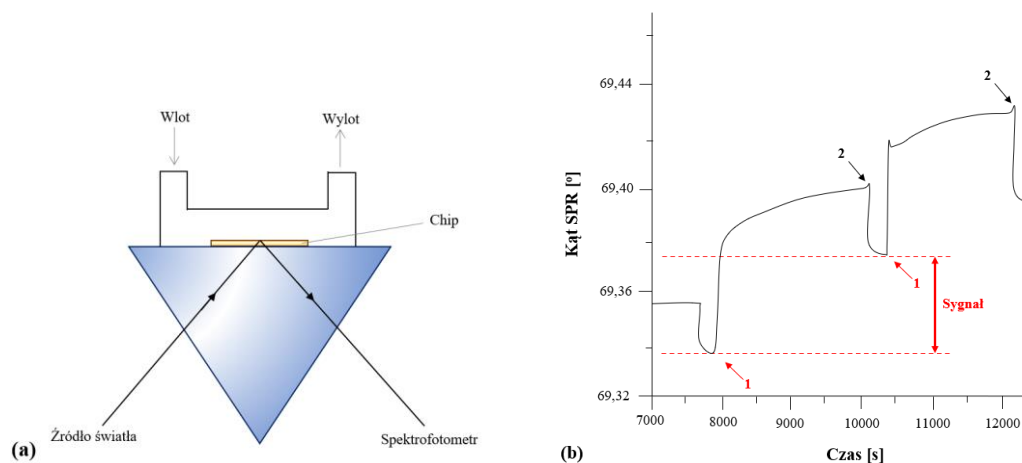 Wlot
Wylot
Chip
Źródło światła
Spektrofotometr
(a)
Kąt SPR [º]
69,44
69,40
69,36
69,32
2
2
1
1
Sygnał
7000
8000
9000
10000
11000
12000
Czas [s]
(b)